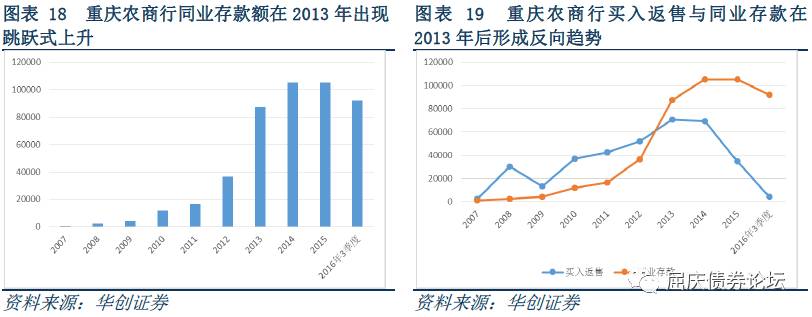 图表 18 重庆农商行同业存款额在 2013 年出现
跳跃式上升
120000
100000
80000
60000
40000
20000
0
2007
2008
2009
2010
2011
2012
2013
2014
2015
2016年3季度
资料来源：华创证券
图表 19 重庆农商行买入返售与同业存款在
2013 年后形成反向趋势
120000
100000
80000
60000
40000
20000
0
2007
2008
2009
2010
2011
2012
2013
2014
2015
2016年3季度
买入返售
业存款
屈庆债券论坛
资料来源：华创证券